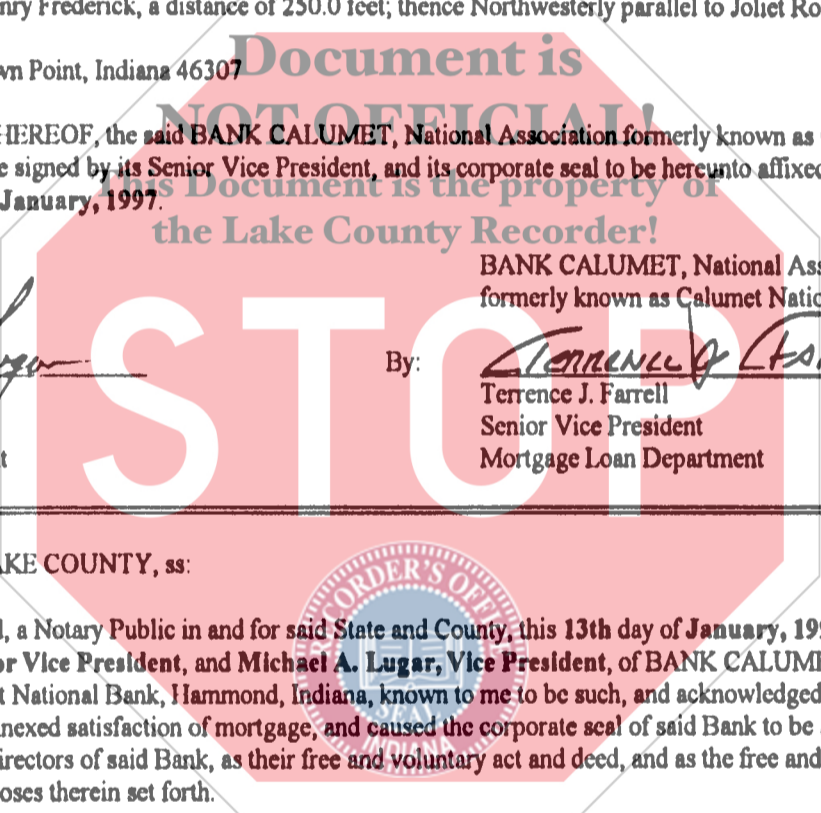 nry Frederick, a distance of 250.0 feet; thence Northwesterly parallel to Joliet Ro
Document is
wn Point, Indiana 46307
NOT OFFICIAL!
HEREOF, the said BANK CALUMET, National Association formerly known as
e signed by its Senior Vice President, and its corporate seal to be hereunto affixed
This Document is the property of
January, 1997.
the Lake County Recorder!
BANK CALUMET, National Ass
formerly known as Calumet Natio
STOP
By:
Terrence J. Farrell
Senior Vice President
t
Mortgage Loan Department
AKE COUNTY, ss:
RECORDER'S OFFICE
d, a Notary Public in and for said State and County, this 13th day of January, 199
or Vice President, and Michael A. Lugar, Vice President, of BANK CALUME
t National Bank, Hammond, Indiana, known to me to be such, and acknowledged
nexed satisfaction of mortgage, and caused the corporate seal of said Bank to be
INDIANA
irectors of said Bank, as their free and voluntary act and deed, and as the free and
oses therein set forth.